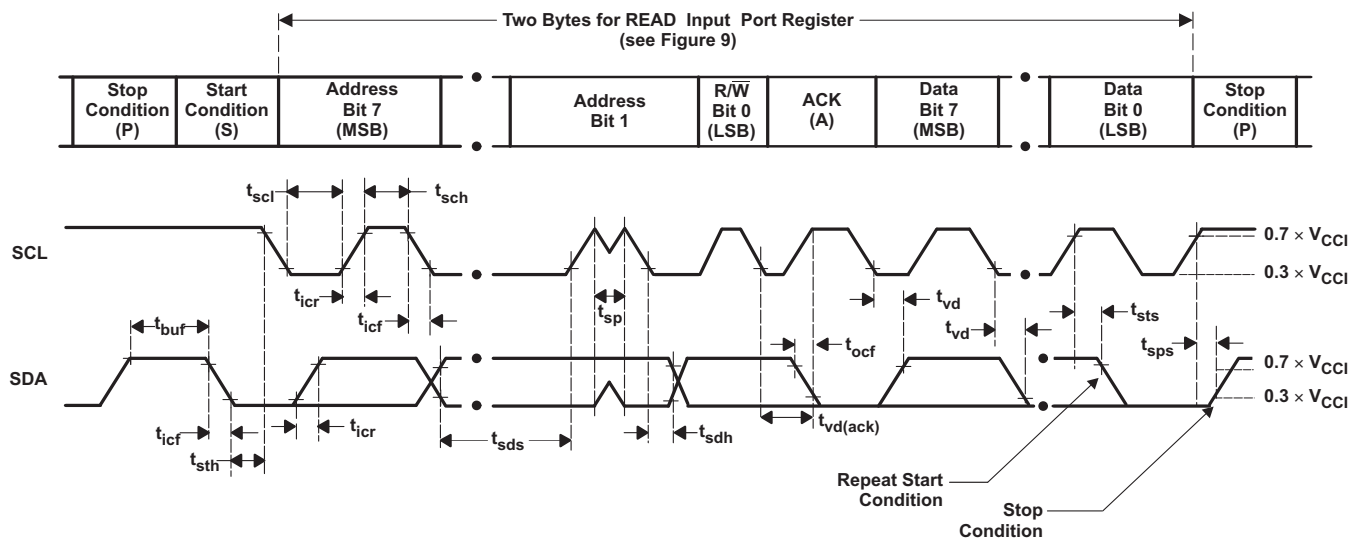 Two Bytes for READ Input Port Register
(see Figure 9)
Stop
Condition
(P)
Start
Condition
(S)
Address
Bit 7
(MSB)
Address
Bit 1
R/W̅
Bit 0
(LSB)
ACK
(A)
Data
Bit 7
(MSB)
Data
Bit 0
(LSB)
Stop
Condition
(P)
tscl
tsch
SCL
0.7 × VCCI
0.3 × VCCI
ticr
ticf
tsp
tvd
tvd
tsts
tbuf
tocf
tsps
SDA
0.7 × VCCI
0.3 × VCCI
ticf
ticr
tsth
tsds
tsdh
tvd(ack)
Repeat Start
Condition
Stop
Condition